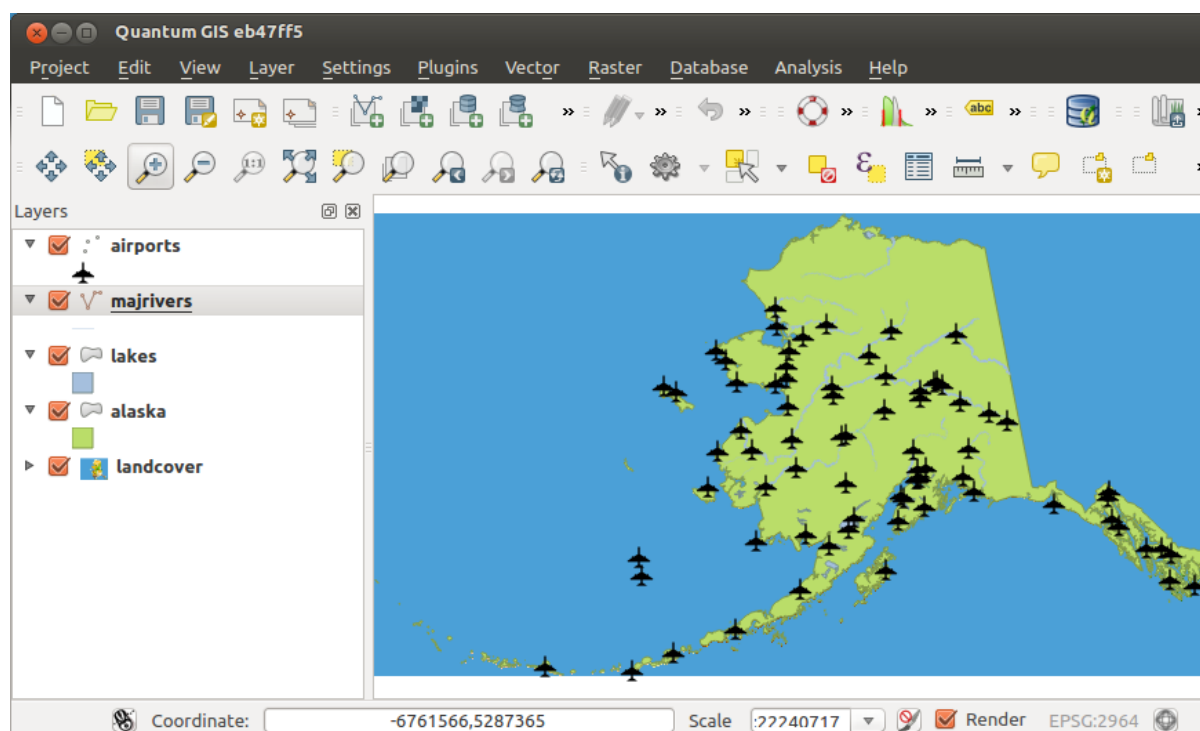 Quantum GIS eb47ff5
Project Edit View Layer Settings Plugins Vector Raster Database Analysis Help
abc
1:1
Layers
airports
majrivers
lakes
alaska
landcover
Coordinate: -6761566,5287365 Scale :22240717 Render EPSG:2964